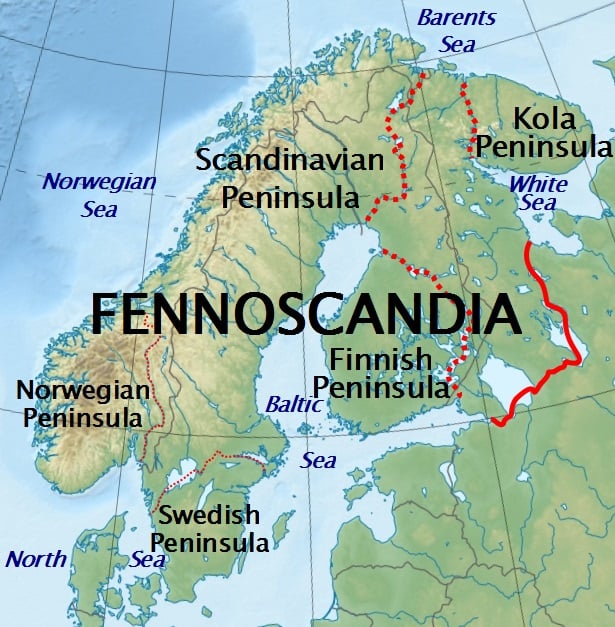 Barents
Sea
Kola
Peninsula
Scandinavian
Peninsula
Norwegian
Sea
White
Sea
FENNOSCANDIA
Finnish
Peninsula
Norwegian
Peninsula
Baltic
Sea
Swedish
Peninsula
North
Sea